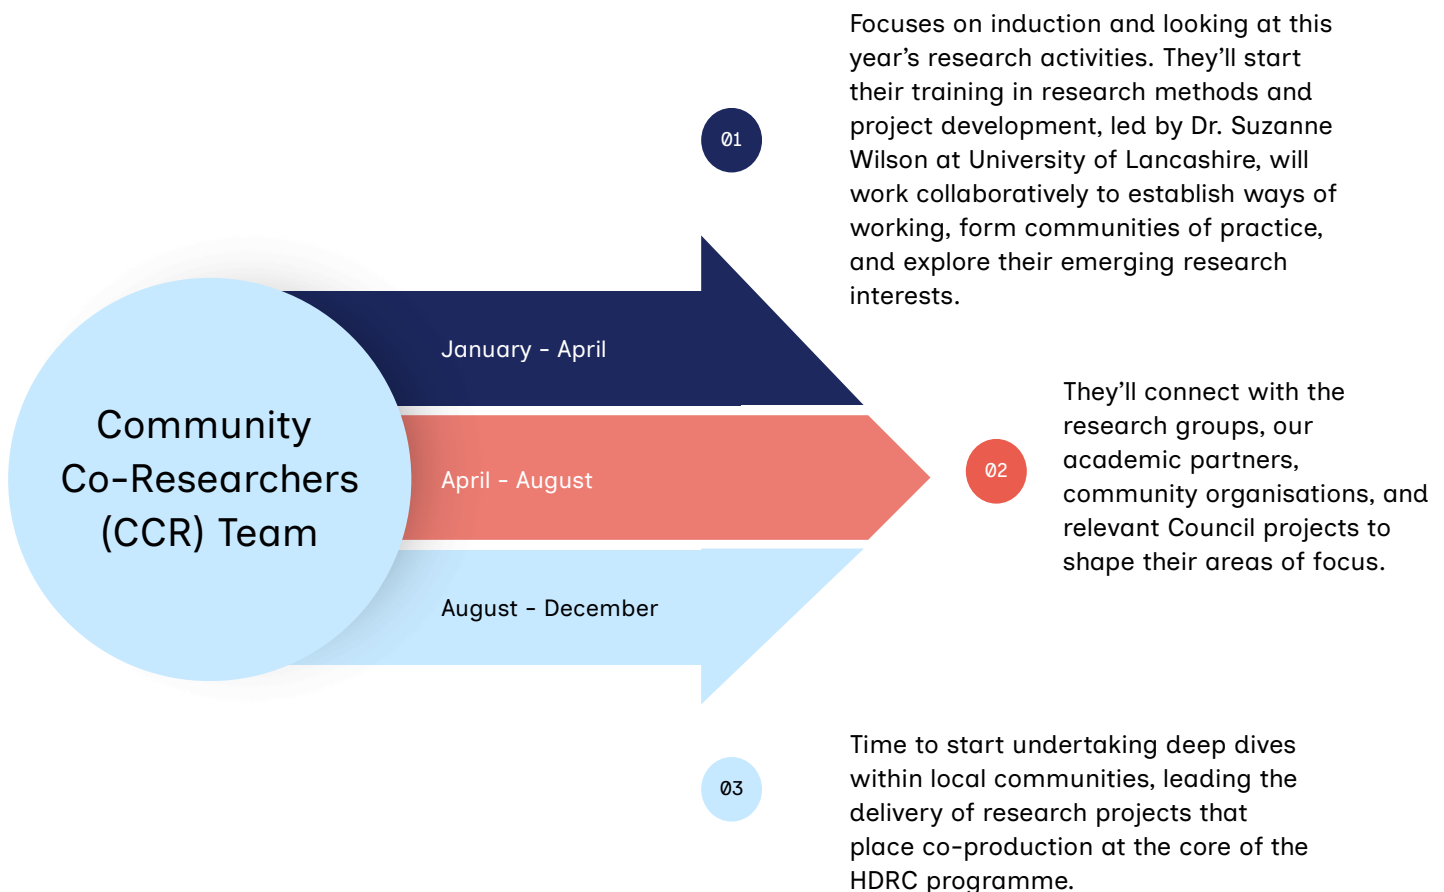 Community
Co-Researchers
(CCR) Team
01
January - April
Focuses on induction and looking at this
year’s research activities. They’ll start
their training in research methods and
project development, led by Dr. Suzanne
Wilson at University of Lancashire, will
work collaboratively to establish ways of
working, form communities of practice,
and explore their emerging research
interests.
April - August
02
They’ll connect with the
research groups, our
academic partners,
community organisations, and
relevant Council projects to
shape their areas of focus.
August - December
03
Time to start undertaking deep dives
within local communities, leading the
delivery of research projects that
place co-production at the core of the
HDRC programme.